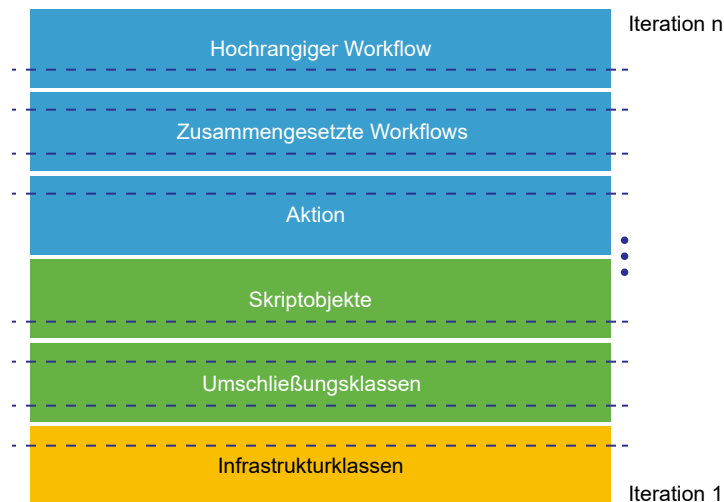 Iteration n
Hochrangiger Workflow
Zusammengesetzte Workflows
Aktion
Skriptobjekte
Umschließungsklassen
Infrastrukturklassen
Iteration 1